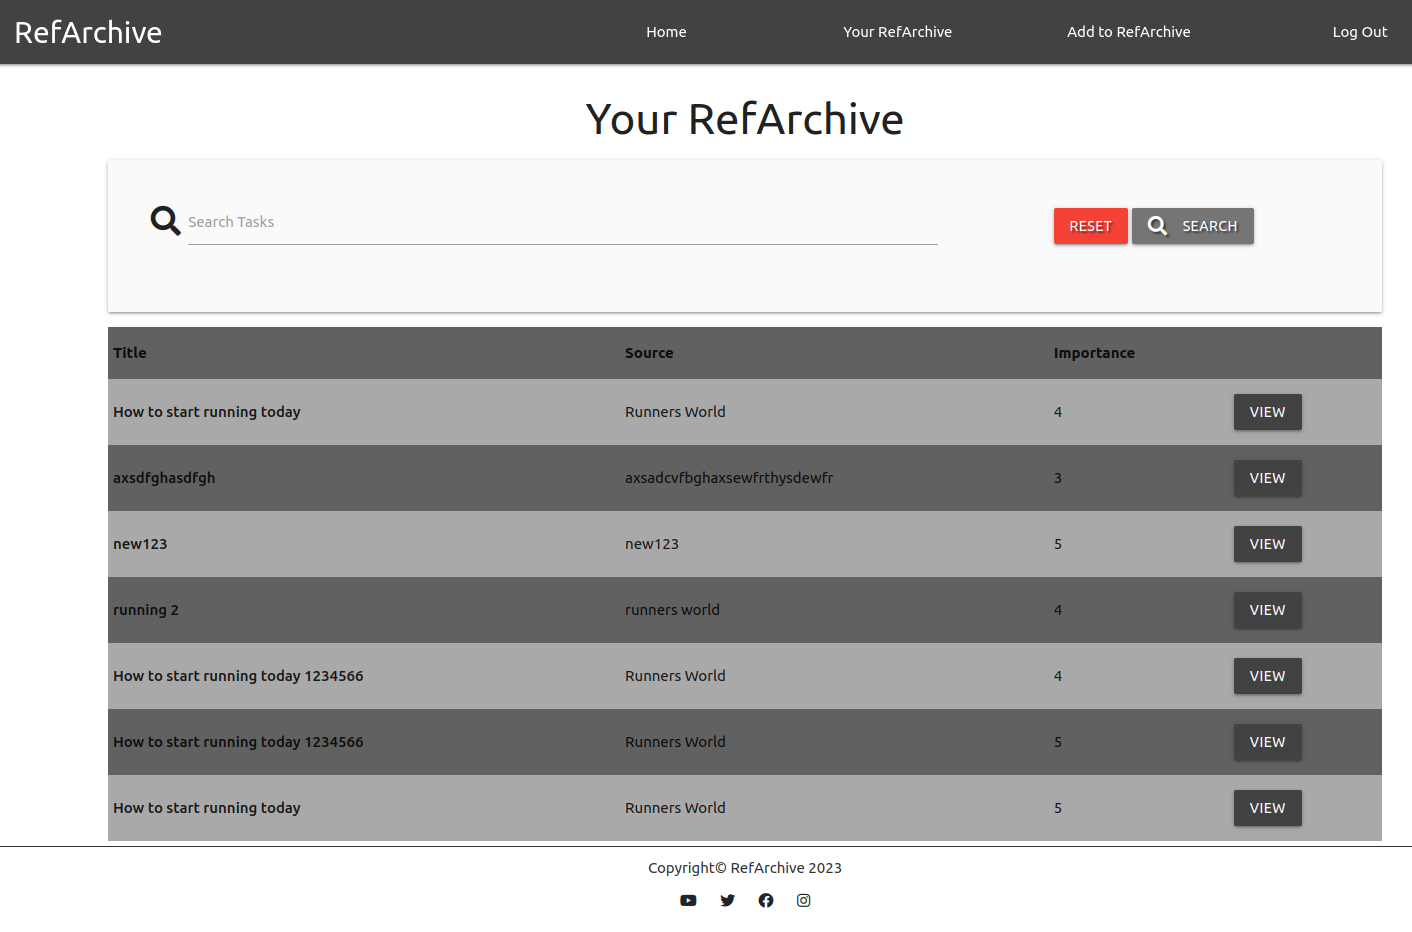 RefArchive Home Your RefArchive Add to RefArchive Log Out
Your RefArchive
Search Tasks RESET SEARCH
Title Source Importance
How to start running today Runners World 4 VIEW
axsdfghasdfgh axsadcvfbghaxsewfrthysdewfr 3 VIEW
new123 new123 5 VIEW
running 2 runners world 4 VIEW
How to start running today 1234566 Runners World 4 VIEW
How to start running today 1234566 Runners World 5 VIEW
How to start running today Runners World 5 VIEW
Copyright© RefArchive 2023